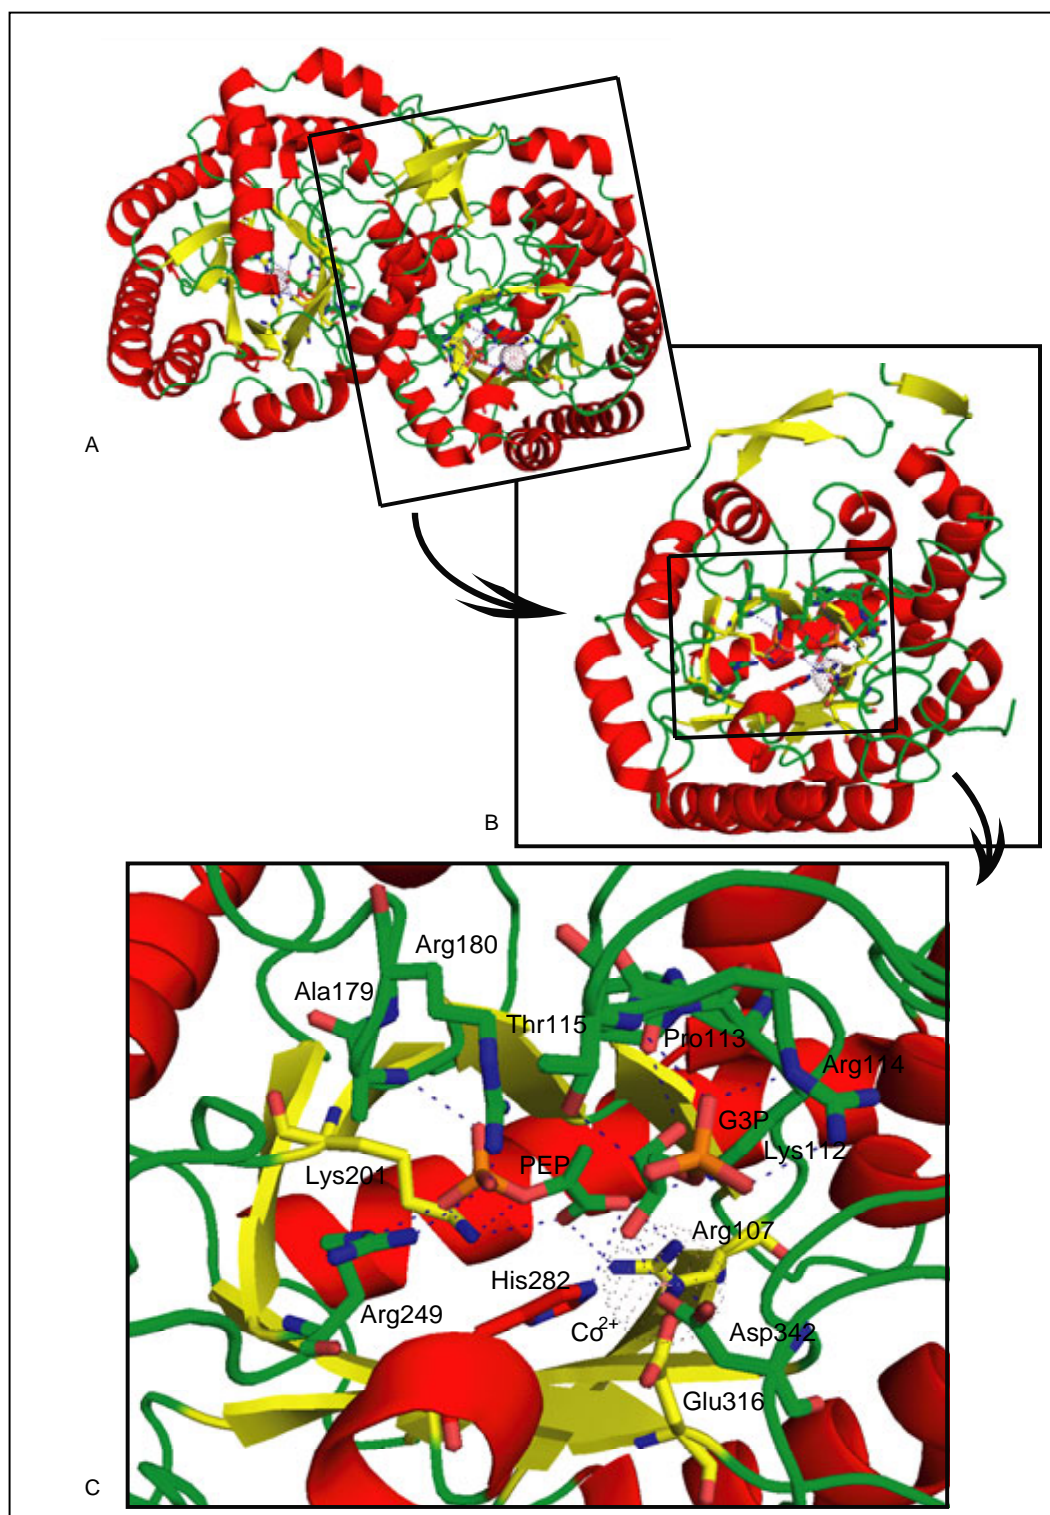 A
B
Arg180
Ala179
Thr115
Pro113
Arg114
G3P
Lys112
PEP
Lys201
Arg107
His282
Arg249
Co2+
Asp342
Glu316
C